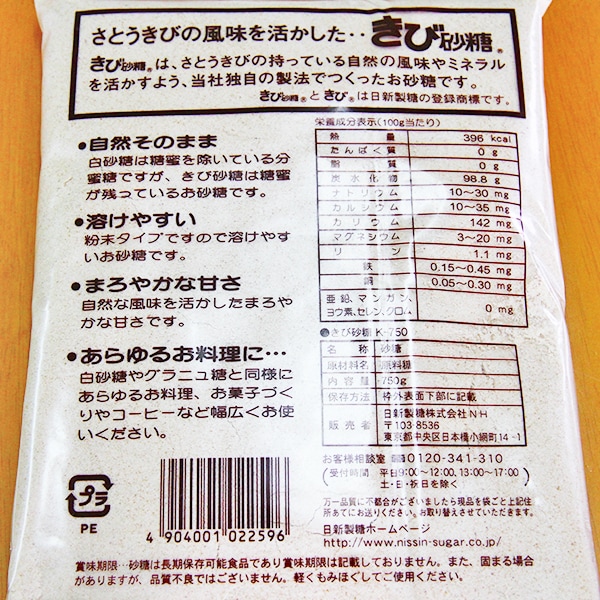 さとうきびの風味を活かした‥きび砂糖®
きび砂糖®は、さとうきびの持っている自然の風味やミネラル
を活かすよう、当社独自の製法でつくったお砂糖です。
きび砂糖®ときび®は日新製糖の登録商標です。
●自然そのまま
白砂糖は糖蜜を除いている分
蜜糖ですが、きび砂糖は糖蜜
が残っているお砂糖です。
●溶けやすい
粉末タイプですので溶けやす
いお砂糖です。
●まろやかな甘さ
自然な風味を活かしたまろや
かな甘さです。
●あらゆるお料理に…
白砂糖やグラニュ糖と同様に
あらゆるお料理、お菓子づく
りやコーヒーなど幅広くお使
いください。
栄養成分表示(100g当たり)
熱量 396 kcal
たんぱく質 0 g
脂質 0 g
炭水化物 98.8 g
ナトリウム 10〜30 mg
カルシウム 10〜35 mg
カリウム 142 mg
マグネシウム 3〜20 mg
リン 1.1 mg
鉄 0.15〜0.45 mg
銅 0.05〜0.30 mg
亜鉛、マンガン、
ヨウ素、セレン、クロム 0 mg
●きび砂糖 K-750
名称 砂糖
原材料名 原料糖
内容量 750g
保存方法 枠外表面下部に記載
販売者 日新製糖株式会社NH
〒103-8536
東京都中央区日本橋小網町14-1
お客様相談室 0120-341-310
(受付時間 平日9:00〜12:00、13:00〜17:00)
土・日・祝日を除く
万一品質に不都合がございましたら現品を袋ごと上記住
所あてにお送りください。お取り替えさせていただきます。
日新製糖ホームページ
http://www.nissin-sugar.co.jp/
プラ
PE
4 904001 022596
賞味期限…砂糖は長期保存可能食品であり賞味期限は記載しておりません。また、固まる場合
がありますが、品質不良ではございません。軽くもみほぐしてご使用ください。